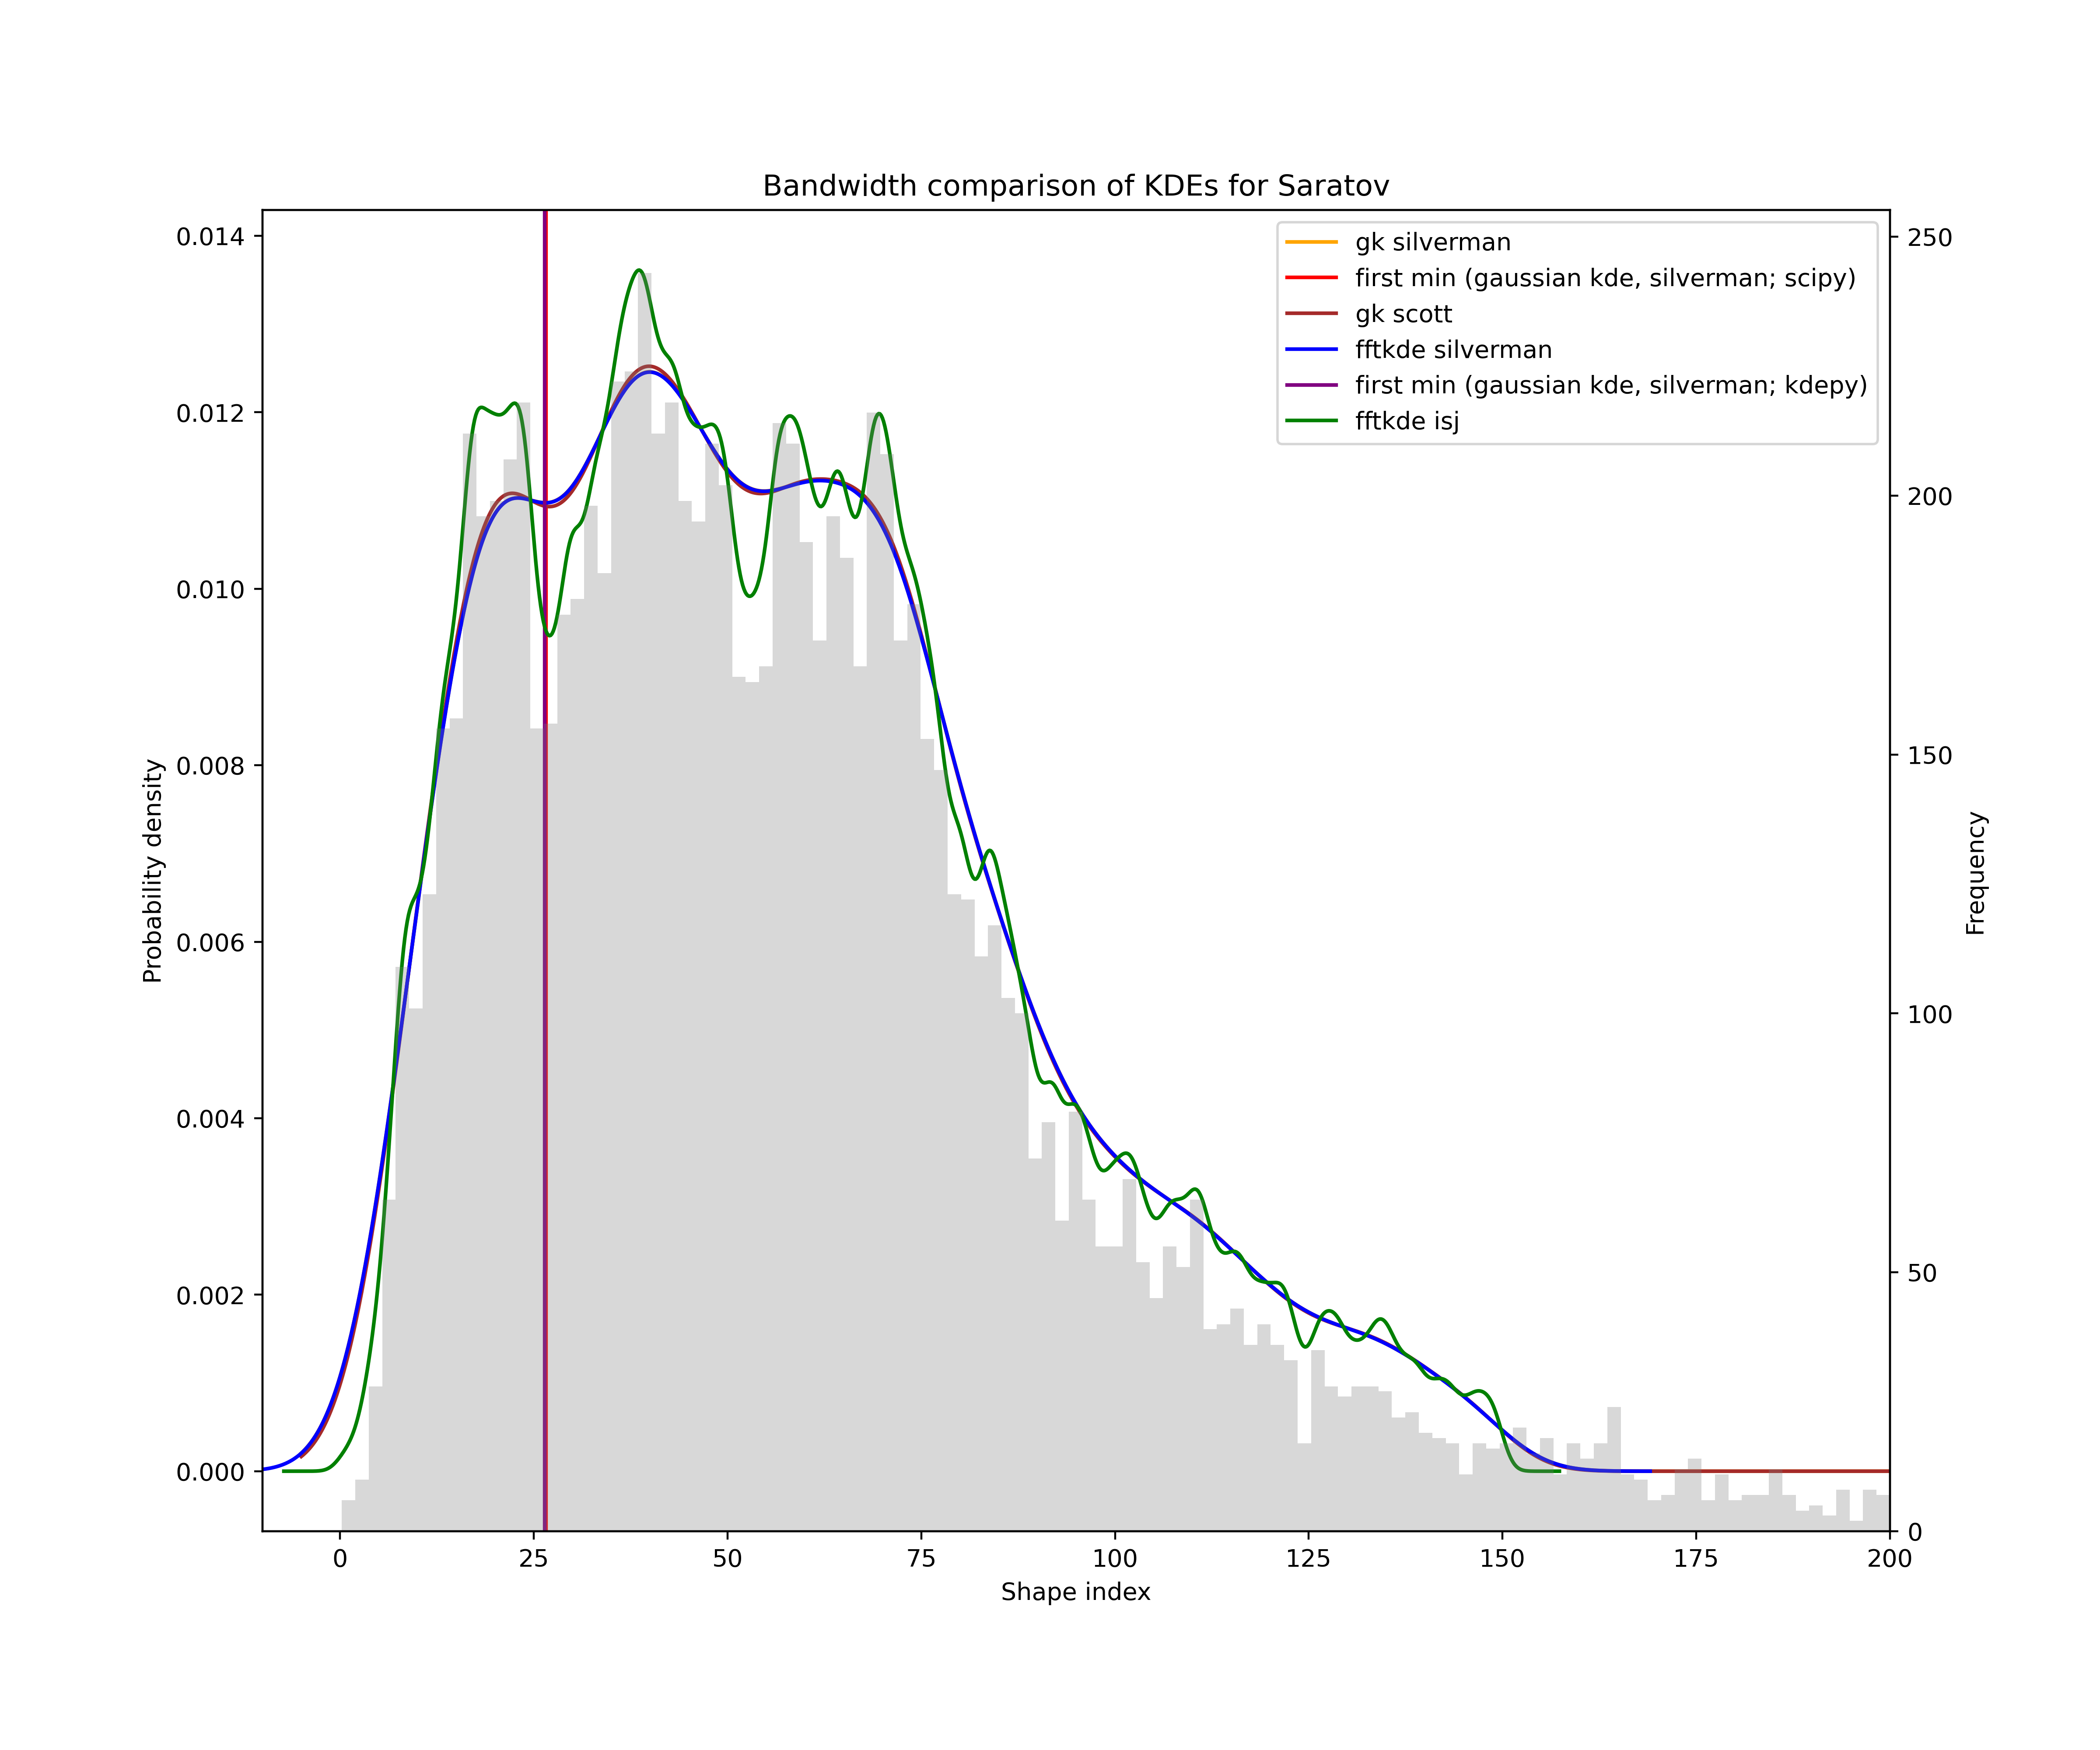 Bandwidth comparison of KDEs for Saratov
gk silverman
first min (gaussian kde, silverman; scipy)
gk scott
fftkde silverman
first min (gaussian kde, silverman; kdepy)
fftkde isj
0.014
0.012
0.010
0.008
0.006
0.004
0.002
0.000
Probability density
250
200
150
100
50
0
Frequency
0 25 50 75 100 125 150 175 200
Shape index